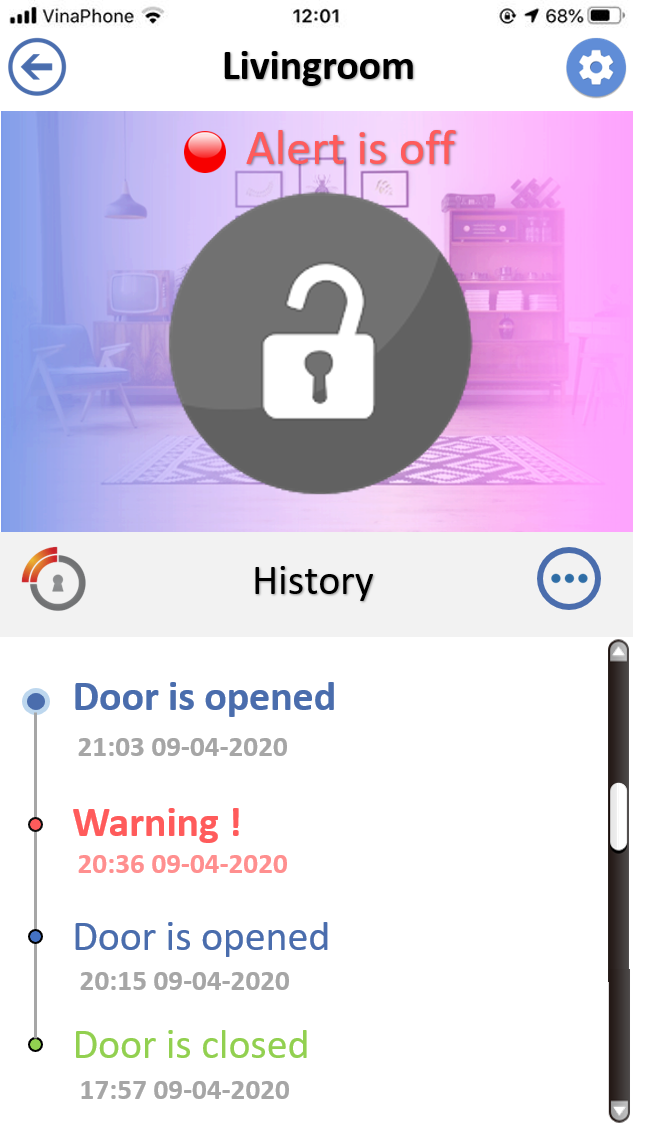 VinaPhone 12:01 68%
Livingroom
Alert is off
History
Door is opened
21:03 09-04-2020
Warning !
20:36 09-04-2020
Door is opened
20:15 09-04-2020
Door is closed
17:57 09-04-2020